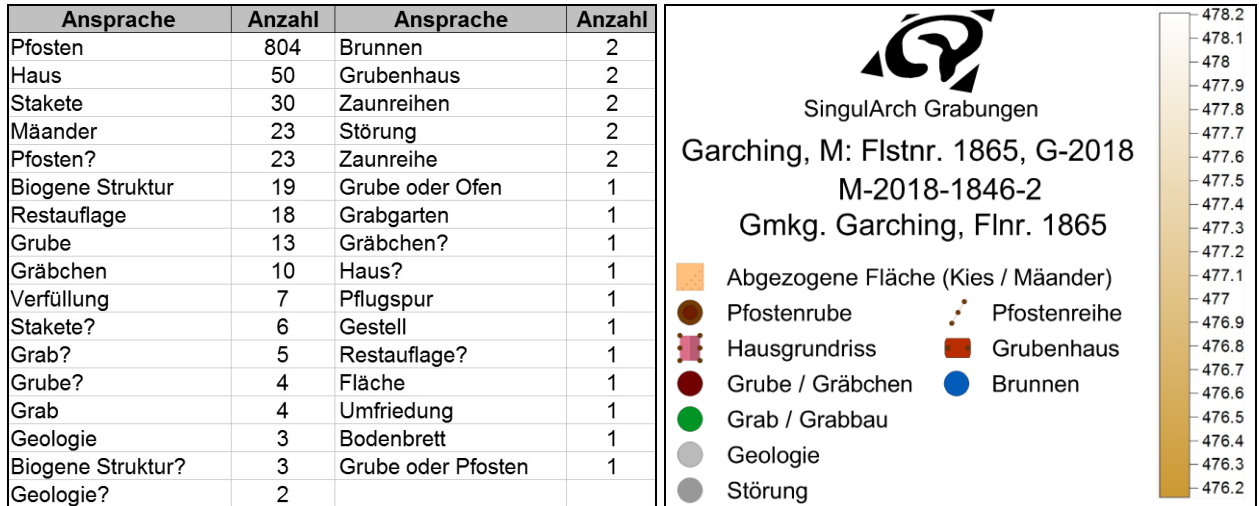 Ansprache Anzahl Ansprache Anzahl
Pfosten 804 Brunnen 2
Haus 50 Grubenhaus 2
Stakete 30 Zaunreihen 2
Mäander 23 Störung 2
Pfosten? 23 Zaunreihe 2
Biogene Struktur 19 Grube oder Ofen 1
Restauflage 18 Grabgarten 1
Grube 13 Gräbchen? 1
Gräbchen 10 Haus? 1
Verfüllung 7 Pflugspur 1
Stakete? 6 Gestell 1
Grab? 5 Restauflage? 1
Grube? 4 Fläche 1
Grab 4 Umfriedung 1
Geologie 3 Bodenbrett 1
Biogene Struktur? 3 Grube oder Pfosten 1
Geologie? 2
SingulArch Grabungen
Garching, M: Flstnr. 1865, G-2018
M-2018-1846-2
Gmkg. Garching, Flnr. 1865
Abgezogene Fläche (Kies / Mäander)
Pfostenrube Pfostenreihe
Hausgrundriss Grubenhaus
Grube / Gräbchen Brunnen
Grab / Grabbau
Geologie
Störung
478.2
478.1
478
477.9
477.8
477.7
477.6
477.5
477.4
477.3
477.2
477.1
477
476.9
476.8
476.7
476.6
476.5
476.4
476.3
476.2